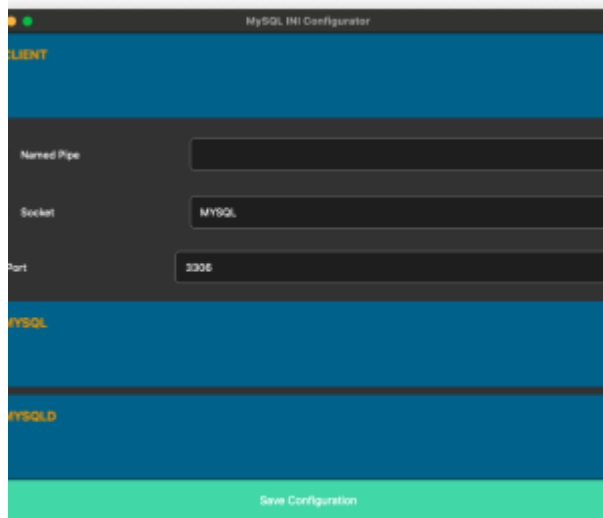 MySQL INI Configurator
CLIENT
Named Pipe
Socket MYSQL
Port 3306
MYSQL
MYSQLD
Save Configuration